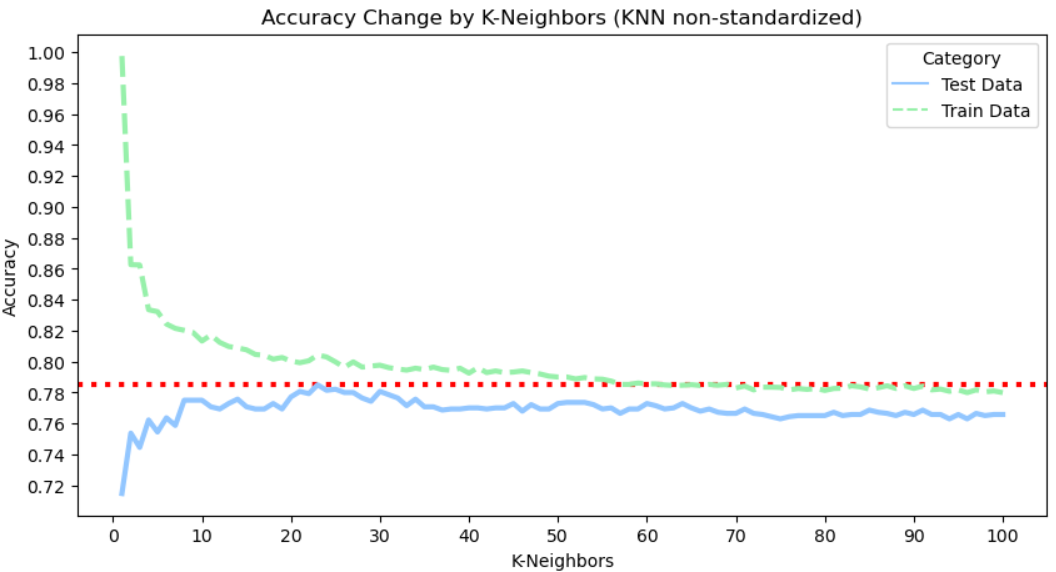 Accuracy Change by K-Neighbors (KNN non-standardized)
Category
Test Data
Train Data
Accuracy
1.00
0.98
0.96
0.94
0.92
0.90
0.88
0.86
0.84
0.82
0.80
0.78
0.76
0.74
0.72
0 10 20 30 40 50 60 70 80 90 100
K-Neighbors